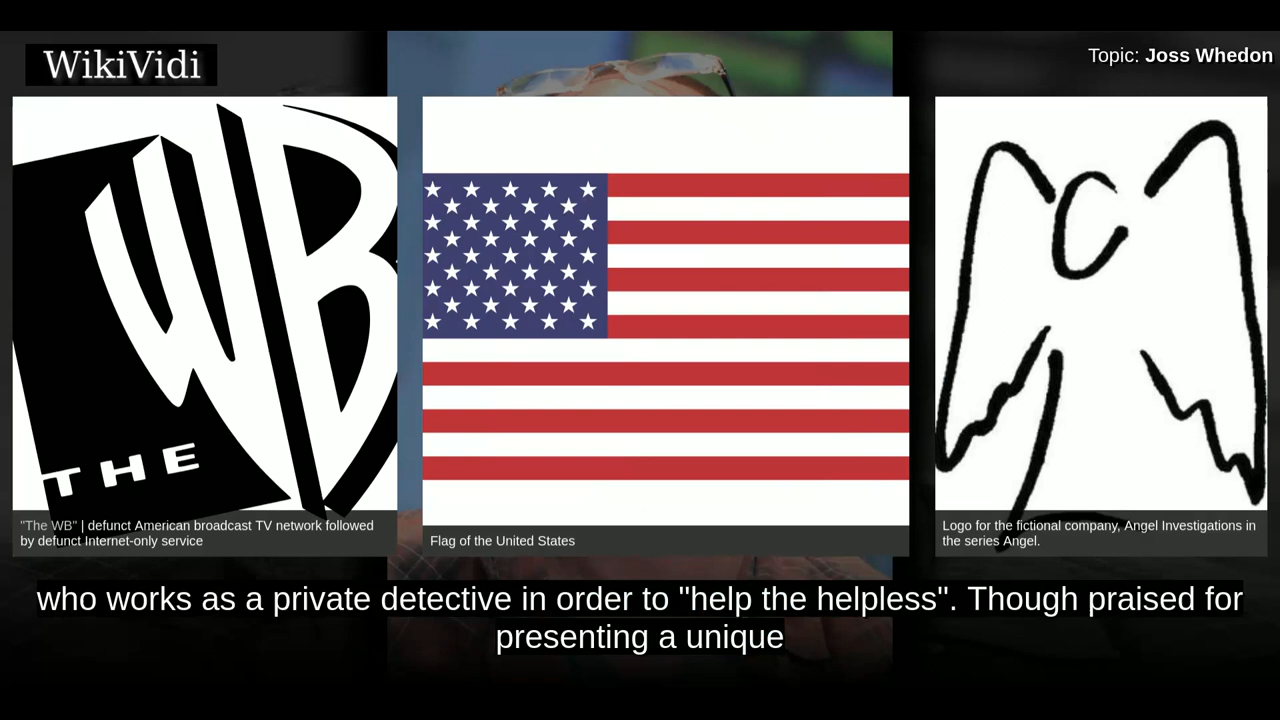 WikiVidi
Topic: Joss Whedon
WB
THE
"The WB" | defunct American broadcast TV network followed
by defunct Internet-only service
Flag of the United States
Logo for the fictional company, Angel Investigations in
the series Angel.
who works as a private detective in order to "help the helpless". Though praised for
presenting a unique